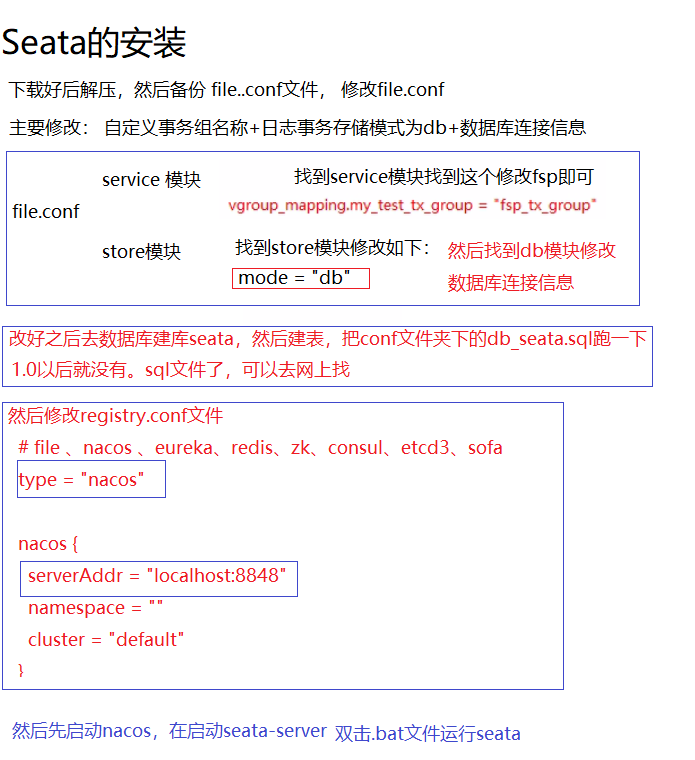 Seata的安装
下载好后解压，然后备份 file..conf文件， 修改file.conf
主要修改： 自定义事务组名称+日志事务存储模式为db+数据库连接信息
service 模块 找到service模块找到这个修改fsp即可
file.conf vgroup_mapping.my_test_tx_group = "fsp_tx_group"
store模块 找到store模块修改如下： 然后找到db模块修改
mode = "db" 数据库连接信息
改好之后去数据库建库seata，然后建表，把conf文件夹下的db_seata.sql跑一下
1.0以后就没有。sql文件了，可以去网上找
然后修改registry.conf文件
# file 、nacos 、eureka、redis、zk、consul、etcd3、sofa
type = "nacos"
nacos {
serverAddr = "localhost:8848"
namespace = ""
cluster = "default"
}
然后先启动nacos，在启动seata-server 双击.bat文件运行seata